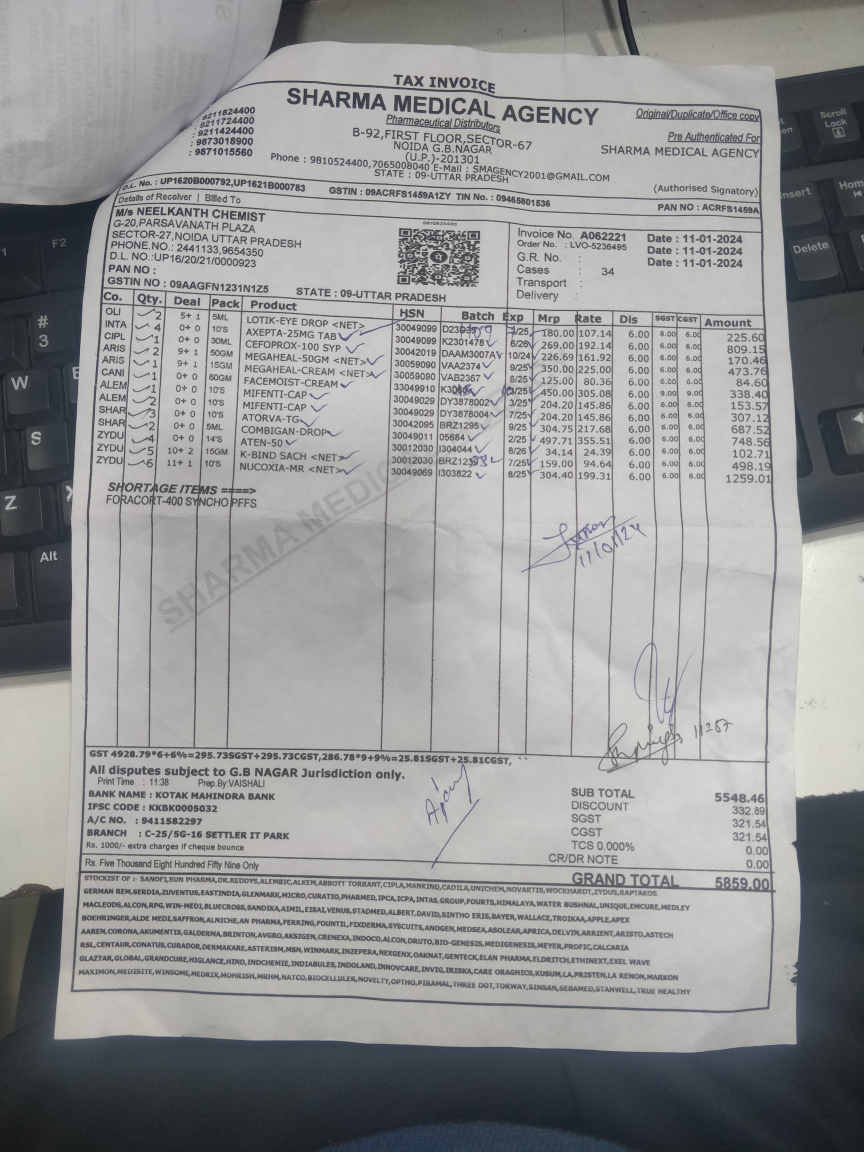 TAX INVOICE
SHARMA MEDICAL AGENCY
Pharmaceutical Distributors
B-92,FIRST FLOOR,SECTOR-67
NOIDA G.B.NAGAR
(U.P.)-201301
Phone : 9810524400,7065008040 E-Mail : SMAGENCY2001@GMAIL.COM
STATE : 09-UTTAR PRADESH
: 9211824400
: 9211724400
: 9211424400
: 9873018900
: 9871015560
Original/Duplicate/Office copy
Pre Authenticated For
SHARMA MEDICAL AGENCY
(Authorised Signatory)
D.L. No. : UP1620B000792,UP1621B000783 GSTIN : 09ACRFS1459A1ZY TIN No. : 09465801536 PAN NO : ACRFS1459A
Details of Receiver | Billed To
M/s NEELKANTH CHEMIST
G-20,PARSAVANATH PLAZA
SECTOR-27,NOIDA UTTAR PRADESH
PHONE.NO.: 2441133,9654350
D.L. NO.:UP16/20/21/0000923
PAN NO :
GSTIN NO : 09AAGFN1231N1Z5 STATE : 09-UTTAR PRADESH
Invoice No. A062221 Date : 11-01-2024
Order No. : LVO-5236495 Date : 11-01-2024
G.R. No. : Date : 11-01-2024
Cases : 34
Transport :
Delivery :
Co. Qty. Deal Pack Product HSN Batch Exp Mrp Rate Dis SGST CGST Amount
OLI 2 5+ 1 5ML LOTIK-EYE DROP <NET> 30049099 180.00 107.14 6.00 6.00 6.00 225.60
INTA 4 0+ 0 10'S AXEPTA-25MG TAB 30049099 K2301478 6/26 269.00 192.14 6.00 6.00 6.00 809.15
CIPL 1 0+ 0 30ML CEFOPROX-100 SYP 30042019 DAAM3007A 10/24 226.69 161.92 6.00 6.00 6.00 170.46
ARIS 2 9+ 1 50GM MEGAHEAL-50GM <NET> 30059090 VAA2374 9/25 350.00 225.00 6.00 6.00 6.00 473.76
ARIS 1 9+ 1 15GM MEGAHEAL-CREAM <NET> 30059090 VAB2367 8/25 125.00 80.36 6.00 6.00 6.00 84.60
CANI 1 0+ 0 60GM FACEMOIST-CREAM 33049910 450.00 305.08 6.00 9.00 9.00 338.40
ALEM 1 0+ 0 10'S MIFENTI-CAP 30049029 DY3878002 3/25 204.20 145.86 6.00 6.00 6.00 153.57
ALEM 2 0+ 0 10'S MIFENTI-CAP 30049029 DY3878004 7/25 204.20 145.86 6.00 6.00 6.00 307.12
SHAR 3 0+ 0 10'S ATORVA-TG 30042095 BRZ1295 9/25 304.75 217.68 6.00 6.00 6.00 687.52
SHAR 2 0+ 0 5ML COMBIGAN-DROP 30049011 05684 2/25 497.71 355.51 6.00 6.00 6.00 748.56
ZYDU 4 0+ 0 14'S ATEN-50 30012030 I304044 8/26 34.14 24.39 6.00 6.00 6.00 102.71
ZYDU 5 10+ 2 15GM K-BIND SACH <NET> 30012030 7/25 159.00 94.64 6.00 6.00 6.00 498.19
ZYDU 6 11+ 1 10'S NUCOXIA-MR <NET> 30049069 I303822 8/25 304.40 199.31 6.00 6.00 6.00 1259.01
SHORTAGE ITEMS ====>
FORACORT-400 SYNCHO PFFS
SHARMA MEDIC
11/01/24
GST 4928.79*6+6%=295.73SGST+295.73CGST,286.78*9+9%=25.81SGST+25.81CGST,
All disputes subject to G.B NAGAR Jurisdiction only.
Print Time : 11:38 Prep.By:VAISHALI
BANK NAME : KOTAK MAHINDRA BANK
IFSC CODE : KKBK0005032
A/C NO. : 9411582297
BRANCH : C-25/5G-16 SETTLER IT PARK
Rs. 1000/- extra charges if cheque bounce
Rs. Five Thousand Eight Hundred Fifty Nine Only
SUB TOTAL 5548.46
DISCOUNT 332.89
SGST 321.54
CGST 321.54
TCS 0.000% 0.00
CR/DR NOTE 0.00
GRAND TOTAL 5859.00
STOCKIST OF :- SANOFI,SUN PHARMA,DR.REDDYS,ALEMBIC,ALKEM,ABBOTT TORRANT,CIPLA,MANKIND,CADILA,UNICHEM,NOVARTIS,WOCKHARDT,ZYDUS,RAPTAKOS
GERMAN REM,SERDIA,ZUVENTUS,EASTINDIA,GLENMARK,MICRO,CURATIO,PHARMED,IPCA,ICPA,INTAS,GROUP,FOURTS,HIMALAYA,WATER BUSHNAL,UNIQUE,EMCURE,MEDLEY
MACLEODS,ALCON,RPG,WIN-MEDI,BLUECROSS,SANDIKA,AIMIL,EISAI,VENUS,STADMED,ALBERT,DAVID,SINTHO ERIS,BAYER,WALLACE,TROIKAA,APPLE,APEX
BOEHRINGER,ALDE MEDI,SAFFRON,ALNICHE,AN PHARMA,FERRING,FOUNTIL,FIXDERMA,SYSCUITS,ANOGEN,MEDSEA,ASOLEAR,APRICA,DELVIN,ARRIENT,ARISTO,ASTECH
AAREN,CORONA,AKUMENTIS,GALDERMA,BRINTON,AVGRO,AKSIGEN,CRENEXA,INDOCO,ALCON,DRUTO,BIO-GENESIS,MEDIGENESIS,MEYER,PROFIC,CALCARIA
RSL,CENTAUR,CONATUS,CURADOR,DERMAKARE,ASTERISM,MSN,WINMARK,INZEPERA,NEXGENX,OAKNAT,GENTECK,ELAN PHARMA,ELDRITCH,ETHINEXT,EXEL WAVE
GLAZTAR,GLOBAL,GRANDCURE,HIGLANCE,HIND,INDCHEMIE,INDIABULES,INDOLAND,INNOVCARE,INVIG,IRISKA,CARE ORAGNICS,KUSUM,LA PRISTEN,LA RENON,MARKON
MAXIMON,MEDISITE,WINSOME,MEDRIX,MOHRISH,MRHM,NATCO,BIOCELLULER,NOVELTY,OPTHO,PIRAMAL,THREE DOT,TORWAY,SINSAN,SEBAMED,STANWELL,TRUE HEALTHY
F2
#
3
W
S
Z
Alt
Scroll
Lock
Insert
Delete